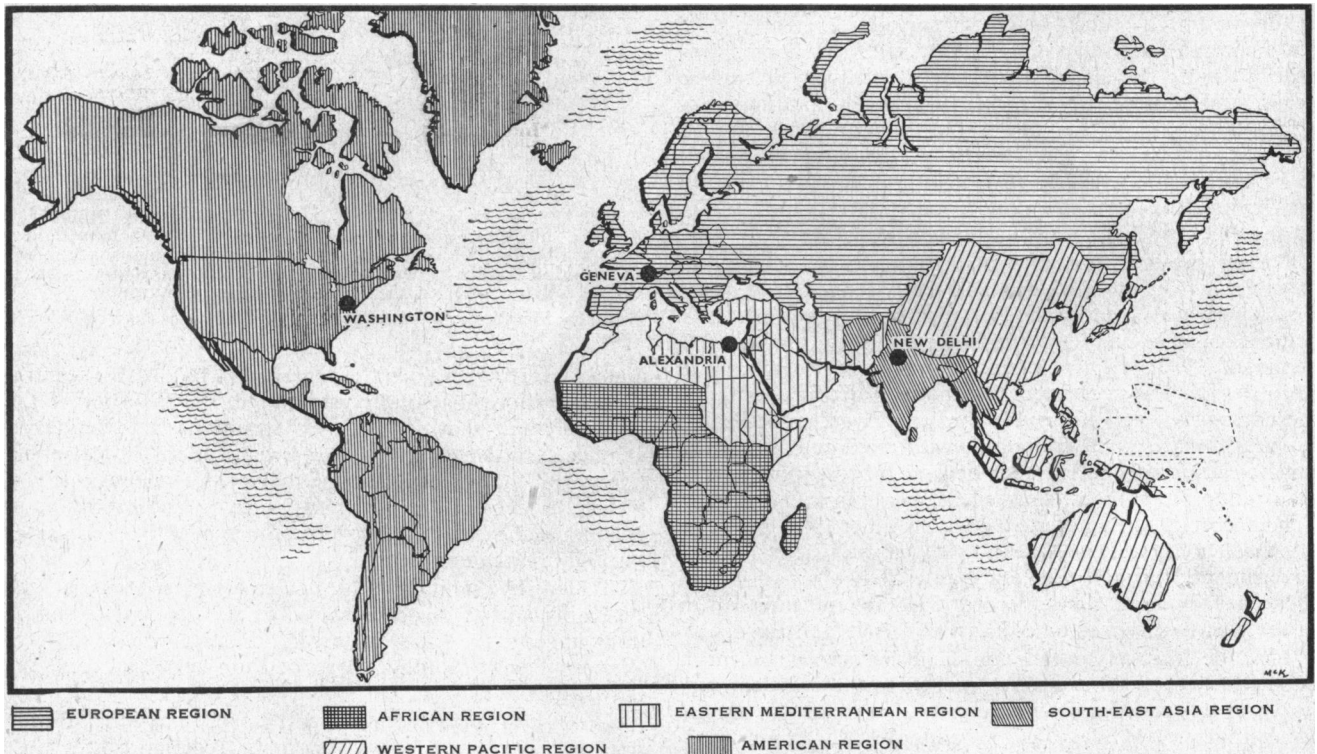 GENEVA
WASHINGTON
ALEXANDRIA
NEW DELHI
McK
EUROPEAN REGION
AFRICAN REGION
EASTERN MEDITERRANEAN REGION
SOUTH-EAST ASIA REGION
WESTERN PACIFIC REGION
AMERICAN REGION